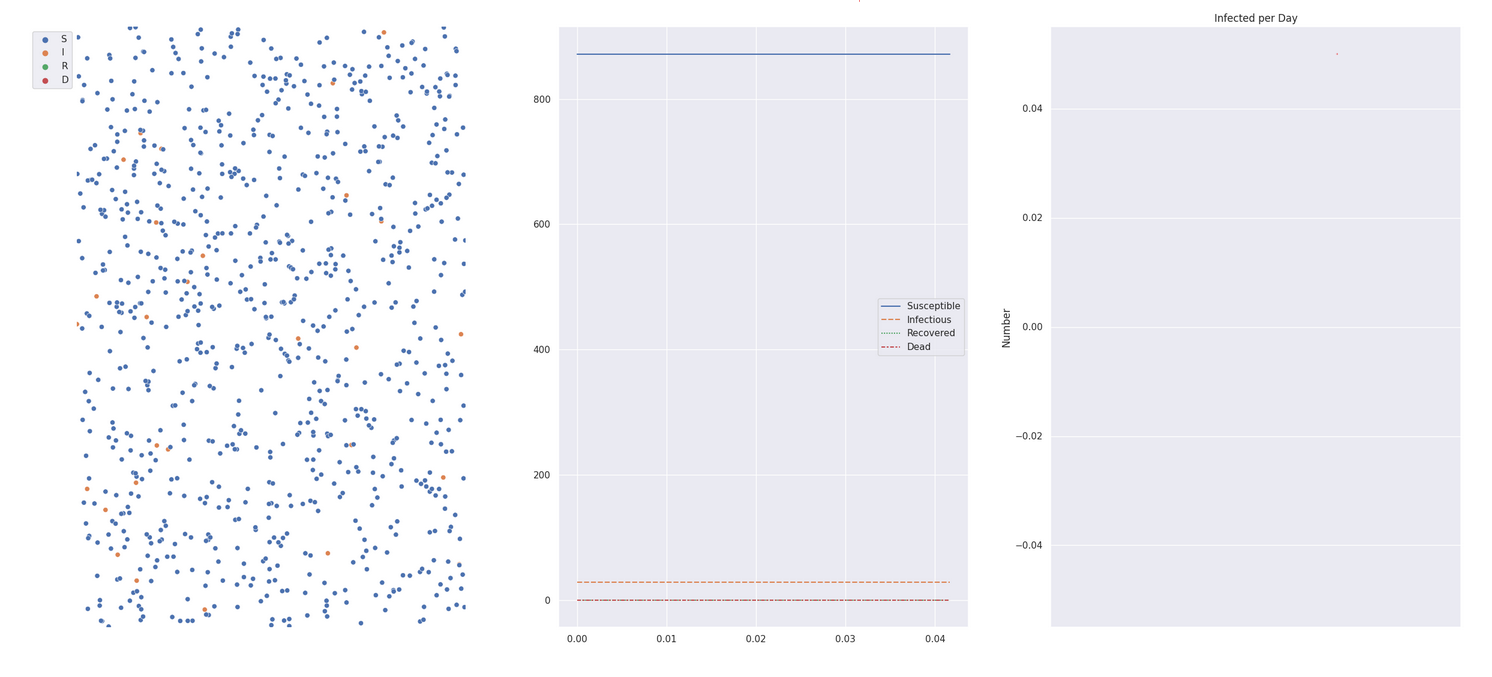 S
I
R
D
800
600
400
200
0
0.00 0.01 0.02 0.03 0.04
Susceptible
Infectious
Recovered
Dead
Infected per Day
Number
0.04
0.02
0.00
−0.02
−0.04